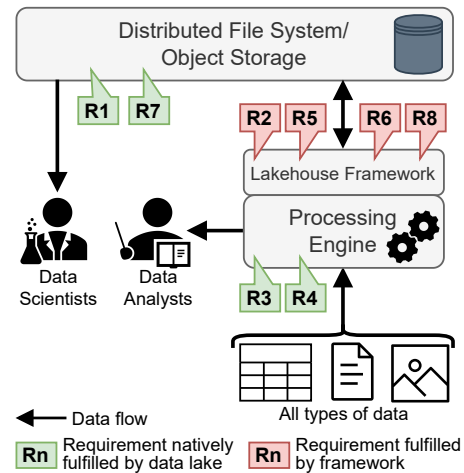 Distributed File System/
Object Storage
R1 R7
R2 R5 R6 R8
Lakehouse Framework
Processing
Engine
Data
Scientists
Data
Analysts
R3 R4
All types of data
Data flow
Rn Requirement natively
fulfilled by data lake
Rn Requirement fulfilled
by framework